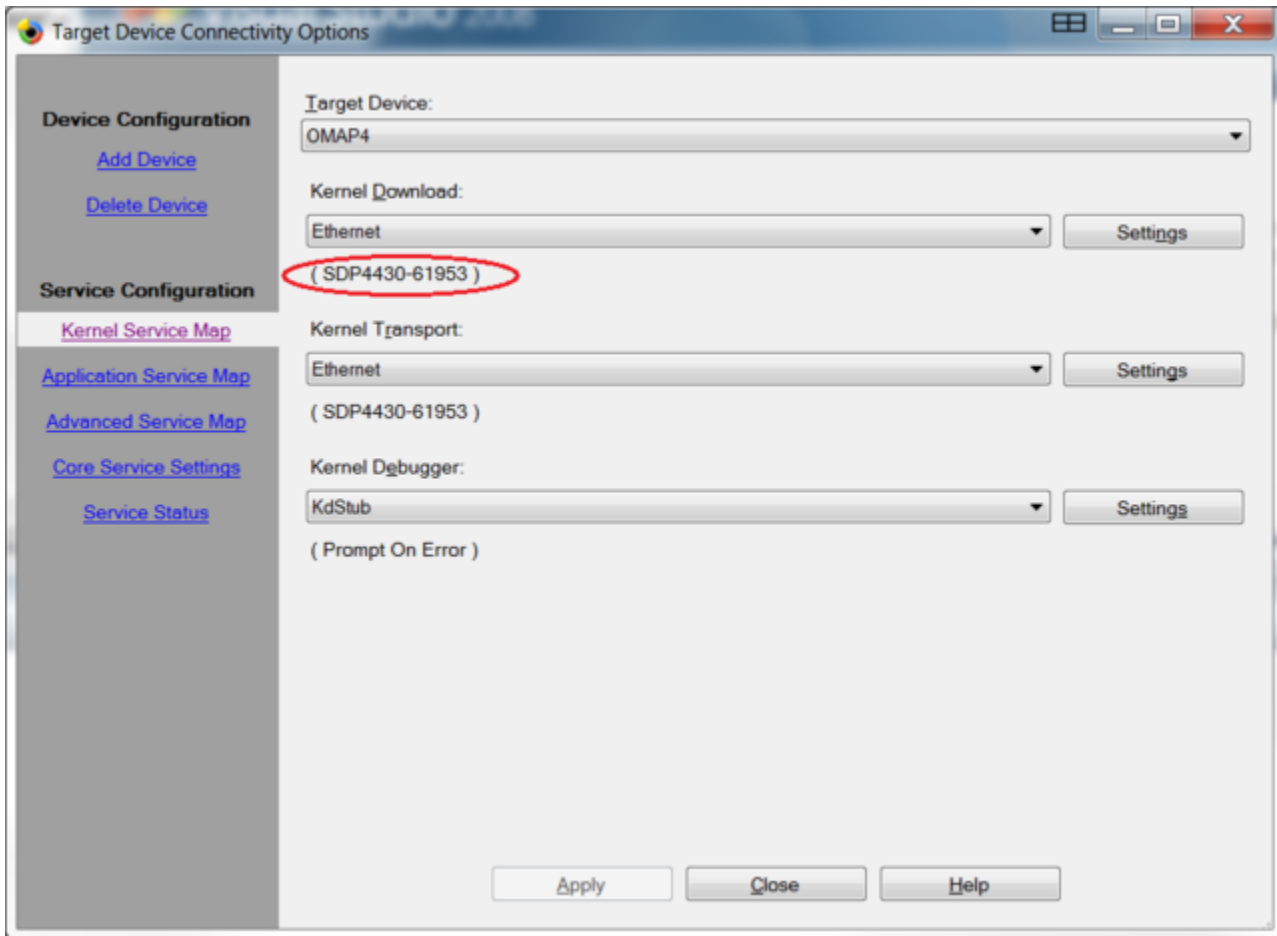 Target Device Connectivity Options
Device Configuration
Add Device
Delete Device
Service Configuration
Kernel Service Map
Application Service Map
Advanced Service Map
Core Service Settings
Service Status
Target Device:
OMAP4
Kernel Download:
Ethernet
Settings
( SDP4430-61953 )
Kernel Transport:
Ethernet
Settings
( SDP4430-61953 )
Kernel Debugger:
KdStub
Settings
( Prompt On Error )
Apply
Close
Help